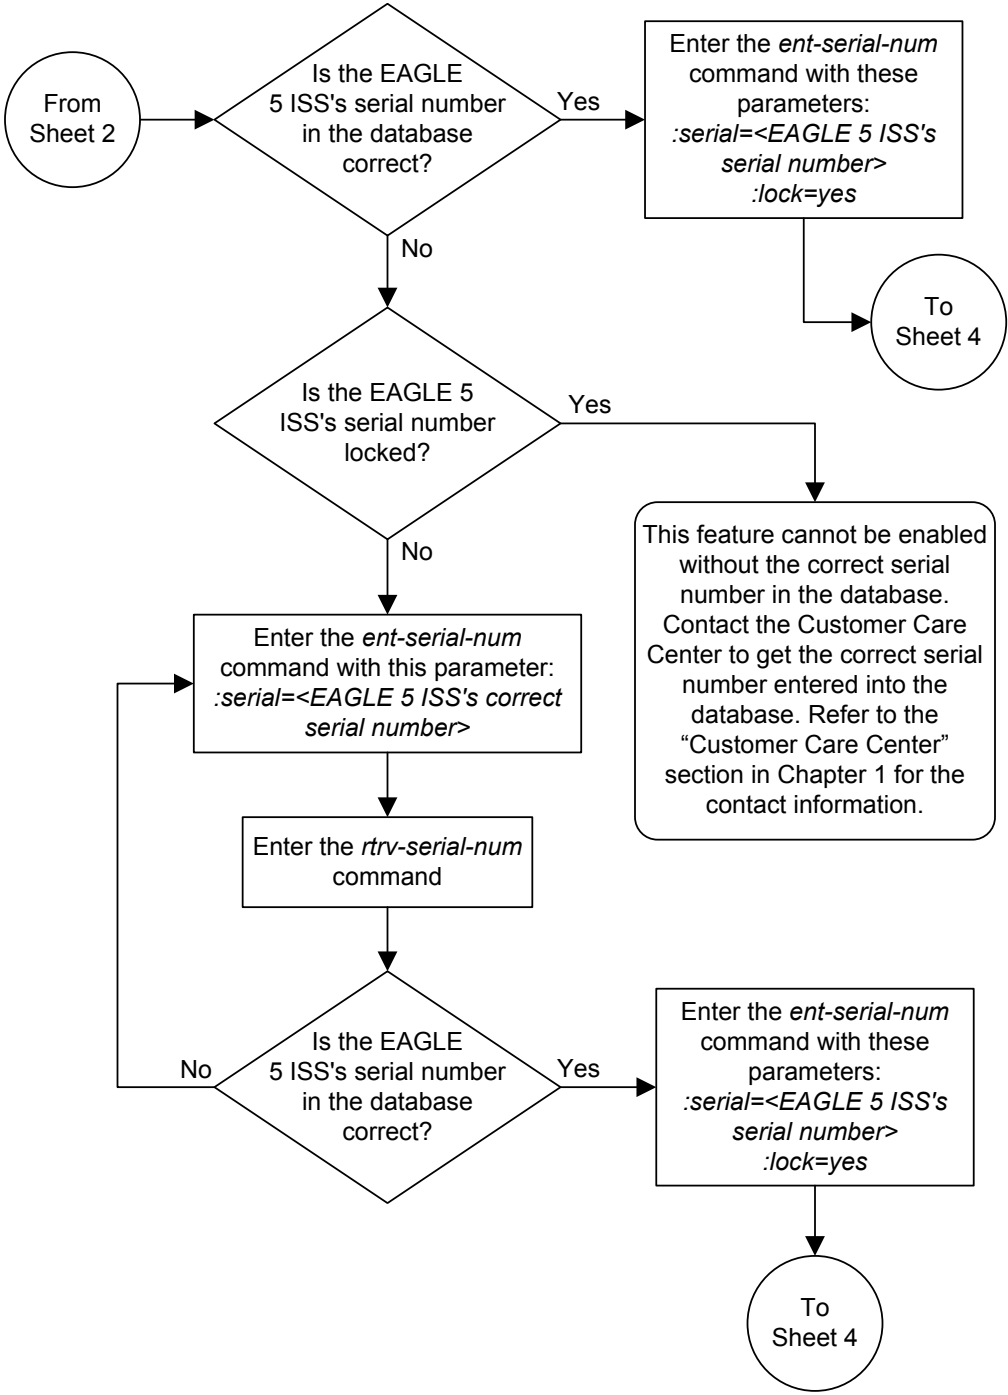 From
Sheet 2
Is the EAGLE
5 ISS's serial number
in the database
correct?
Yes
Enter the ent-serial-num
command with these
parameters:
:serial=<EAGLE 5 ISS's
serial number>
:lock=yes
No
To
Sheet 4
Is the EAGLE 5
ISS's serial number
locked?
Yes
No
This feature cannot be enabled
without the correct serial
number in the database.
Contact the Customer Care
Center to get the correct serial
number entered into the
database. Refer to the
“Customer Care Center”
section in Chapter 1 for the
contact information.
Enter the ent-serial-num
command with this parameter:
:serial=<EAGLE 5 ISS's correct
serial number>
Enter the rtrv-serial-num
command
Is the EAGLE
5 ISS's serial number
in the database
correct?
No
Yes
Enter the ent-serial-num
command with these
parameters:
:serial=<EAGLE 5 ISS's
serial number>
:lock=yes
To
Sheet 4